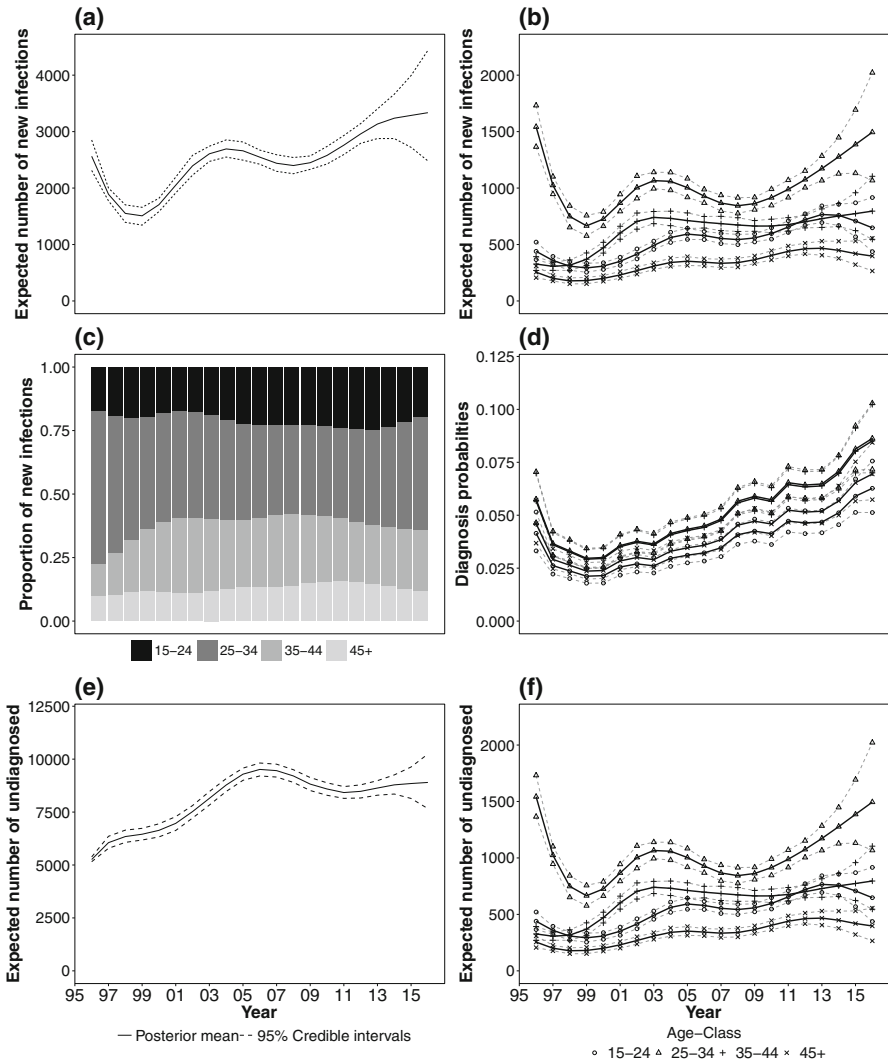 (a)
Expected number of new infections
4000
3000
2000
1000
0
(b)
Expected number of new infections
2000
1500
1000
500
0
(c)
Proportion of new infections
1.00
0.75
0.50
0.25
0.00
15–24 25–34 35–44 45+
(d)
Diagnosis probabilties
0.125
0.100
0.075
0.050
0.025
0.000
(e)
Expected number of undiagnosed
12500
10000
7500
5000
2500
0
95 97 99 01 03 05 07 09 11 13 15
Year
Posterior mean 95% Credible intervals
(f)
Expected number of undiagnosed
2000
1500
1000
500
0
95 97 99 01 03 05 07 09 11 13 15
Year
Age–Class
15–24 25–34 35–44 45+